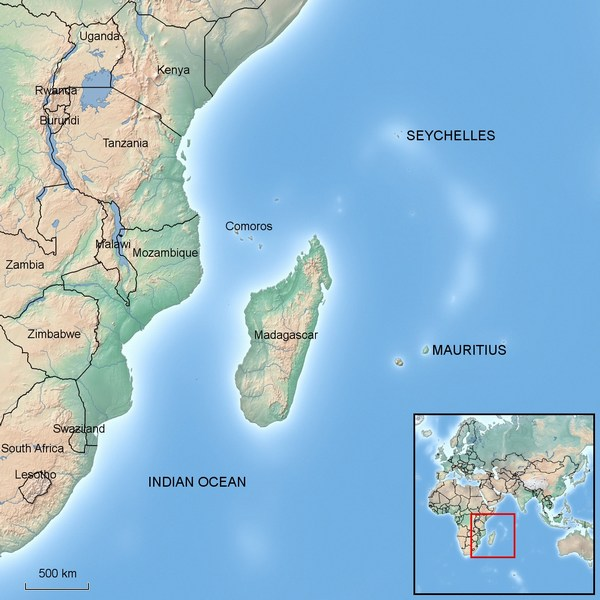 Uganda
Kenya
Rwanda
Burundi
SEYCHELLES
Tanzania
Comoros
Malawi
Mozambique
Zambia
Zimbabwe
Madagascar
MAURITIUS
Swaziland
South Africa
Lesotho
INDIAN OCEAN
500 km